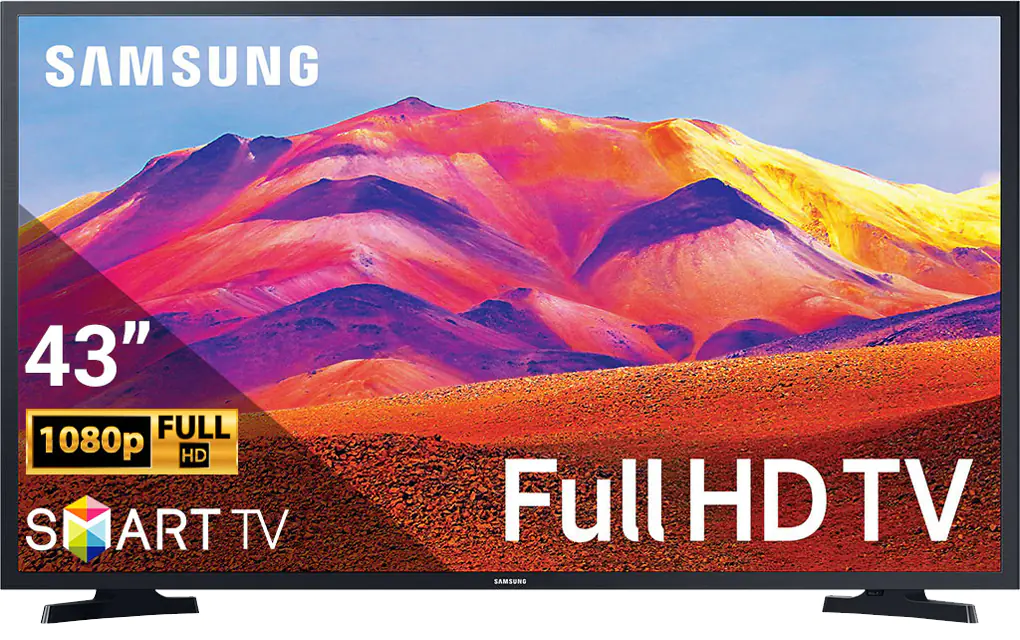 SAMSUNG
43"
1080p FULL HD
SMART TV
Full HD TV
SAMSUNG